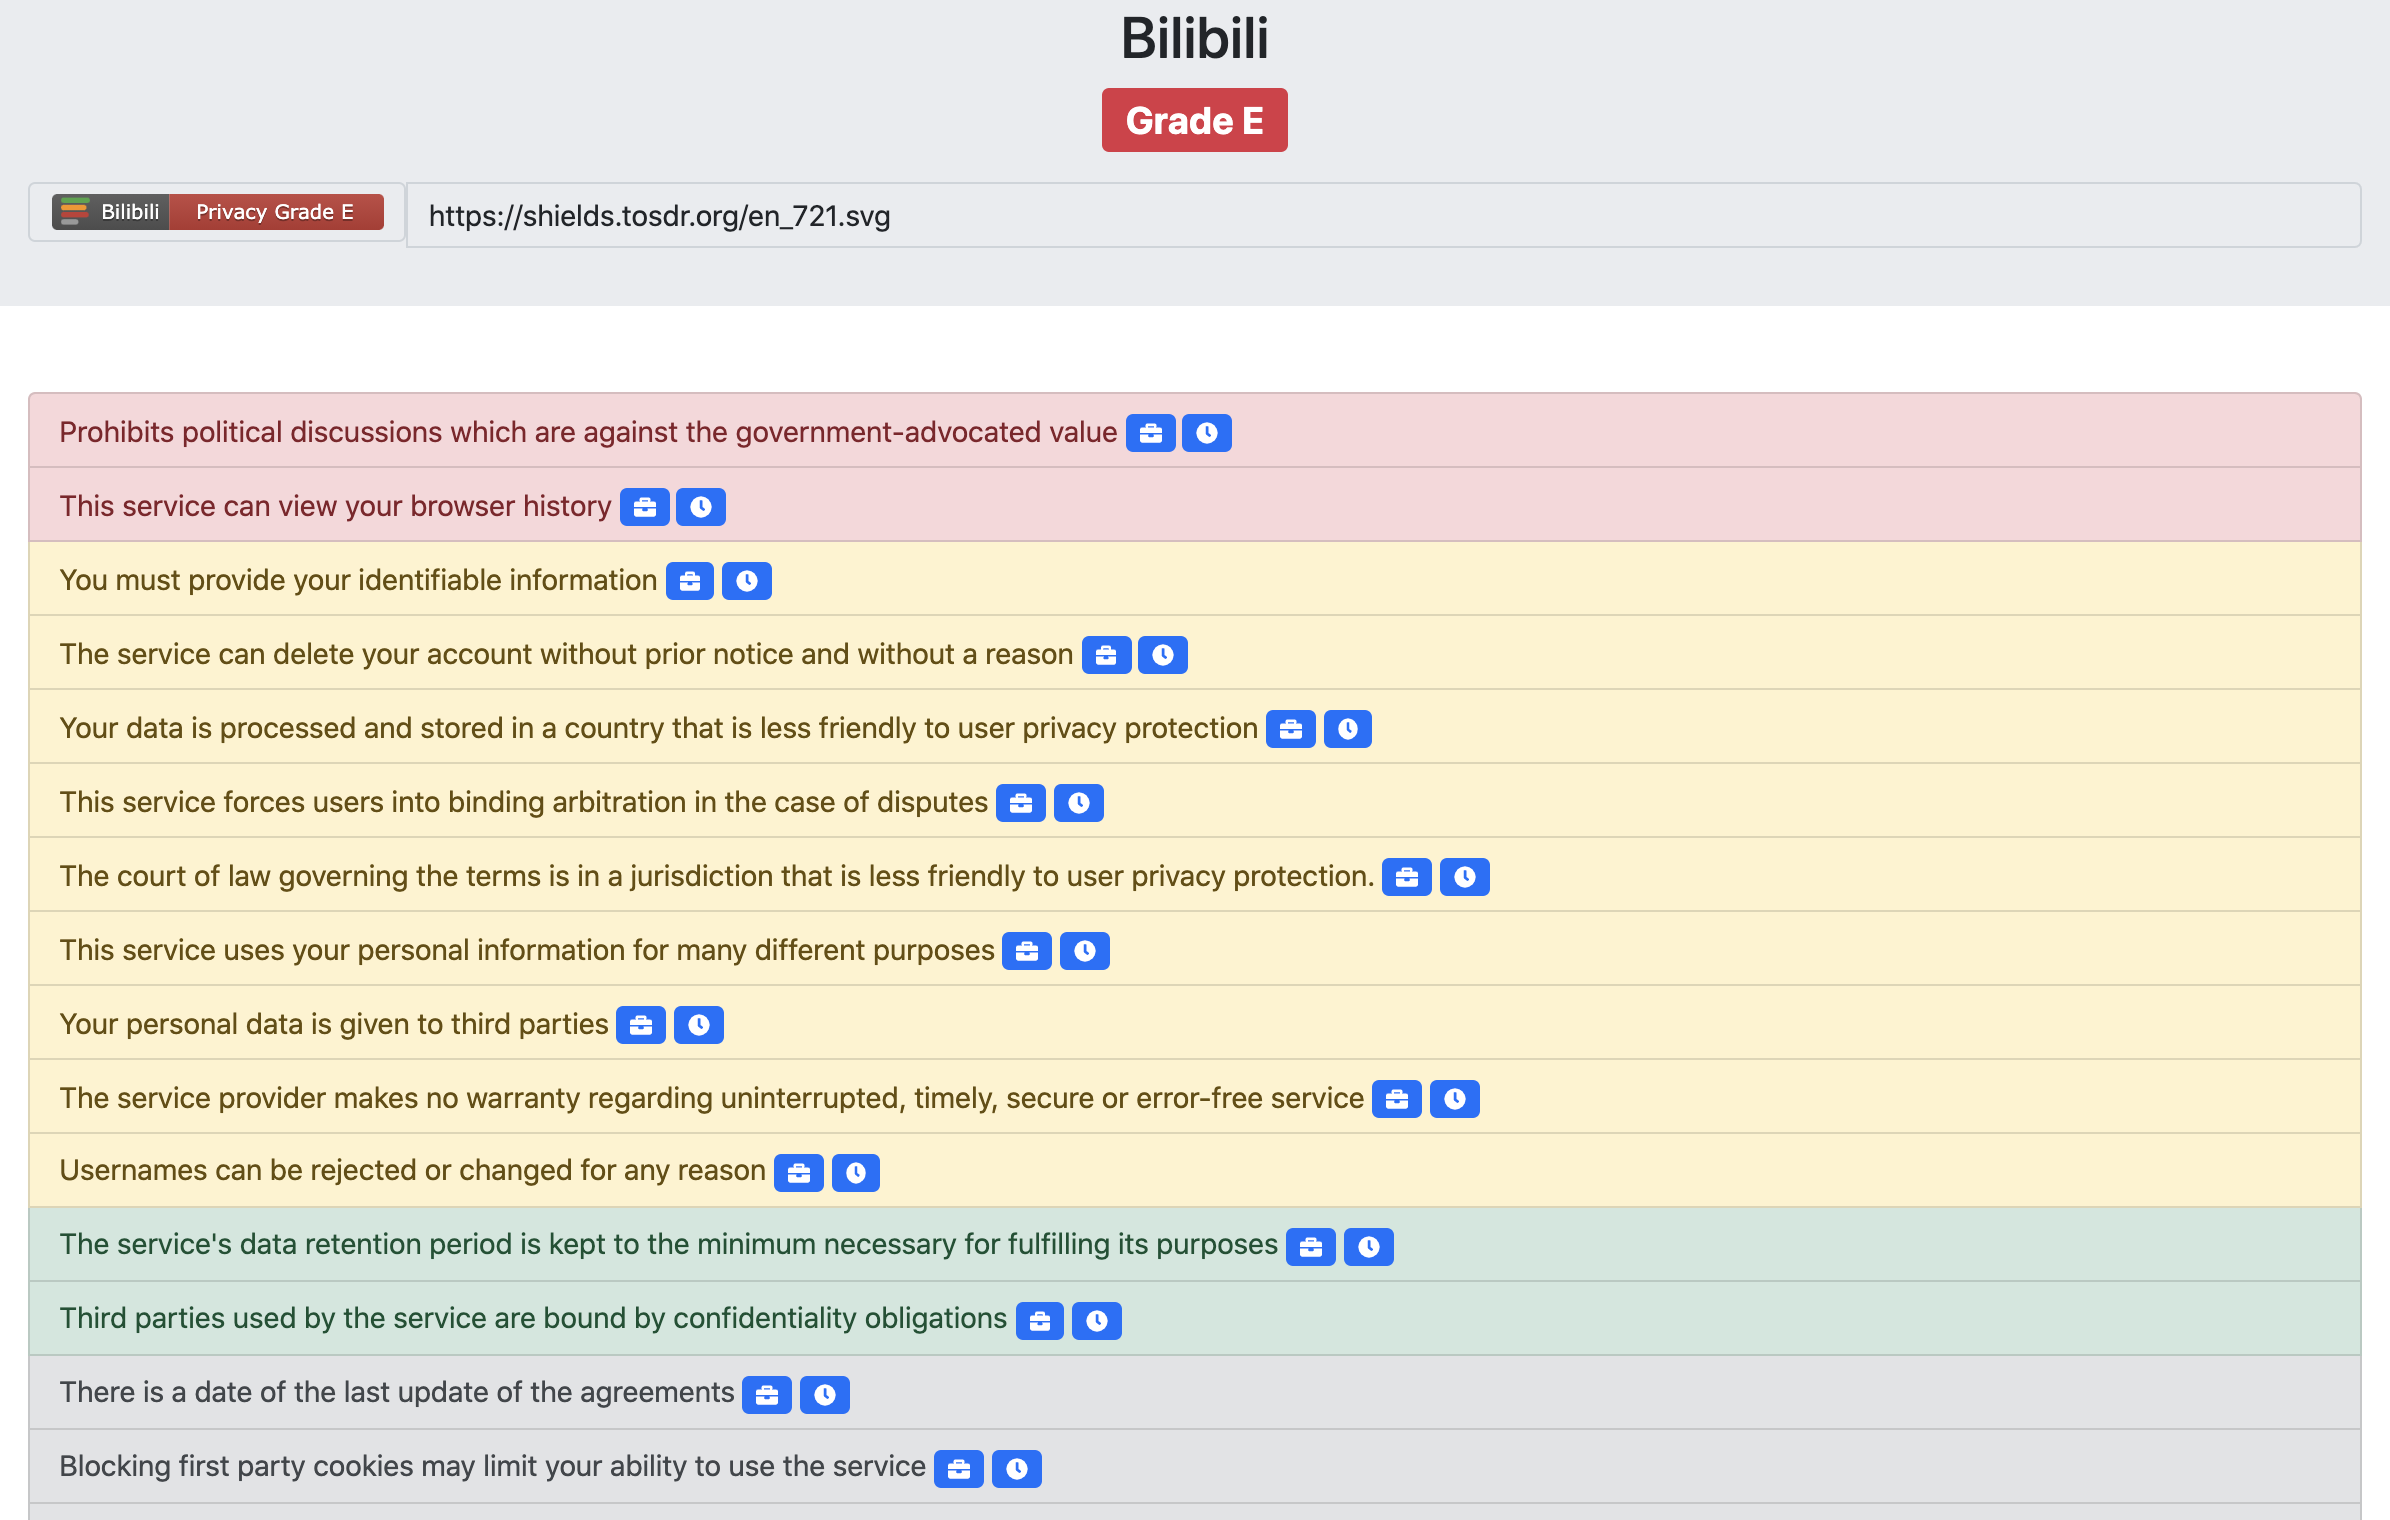 Bilibili
Grade E
Bilibili Privacy Grade E https://shields.tosdr.org/en_721.svg
Prohibits political discussions which are against the government-advocated value
This service can view your browser history
You must provide your identifiable information
The service can delete your account without prior notice and without a reason
Your data is processed and stored in a country that is less friendly to user privacy protection
This service forces users into binding arbitration in the case of disputes
The court of law governing the terms is in a jurisdiction that is less friendly to user privacy protection.
This service uses your personal information for many different purposes
Your personal data is given to third parties
The service provider makes no warranty regarding uninterrupted, timely, secure or error-free service
Usernames can be rejected or changed for any reason
The service's data retention period is kept to the minimum necessary for fulfilling its purposes
Third parties used by the service are bound by confidentiality obligations
There is a date of the last update of the agreements
Blocking first party cookies may limit your ability to use the service